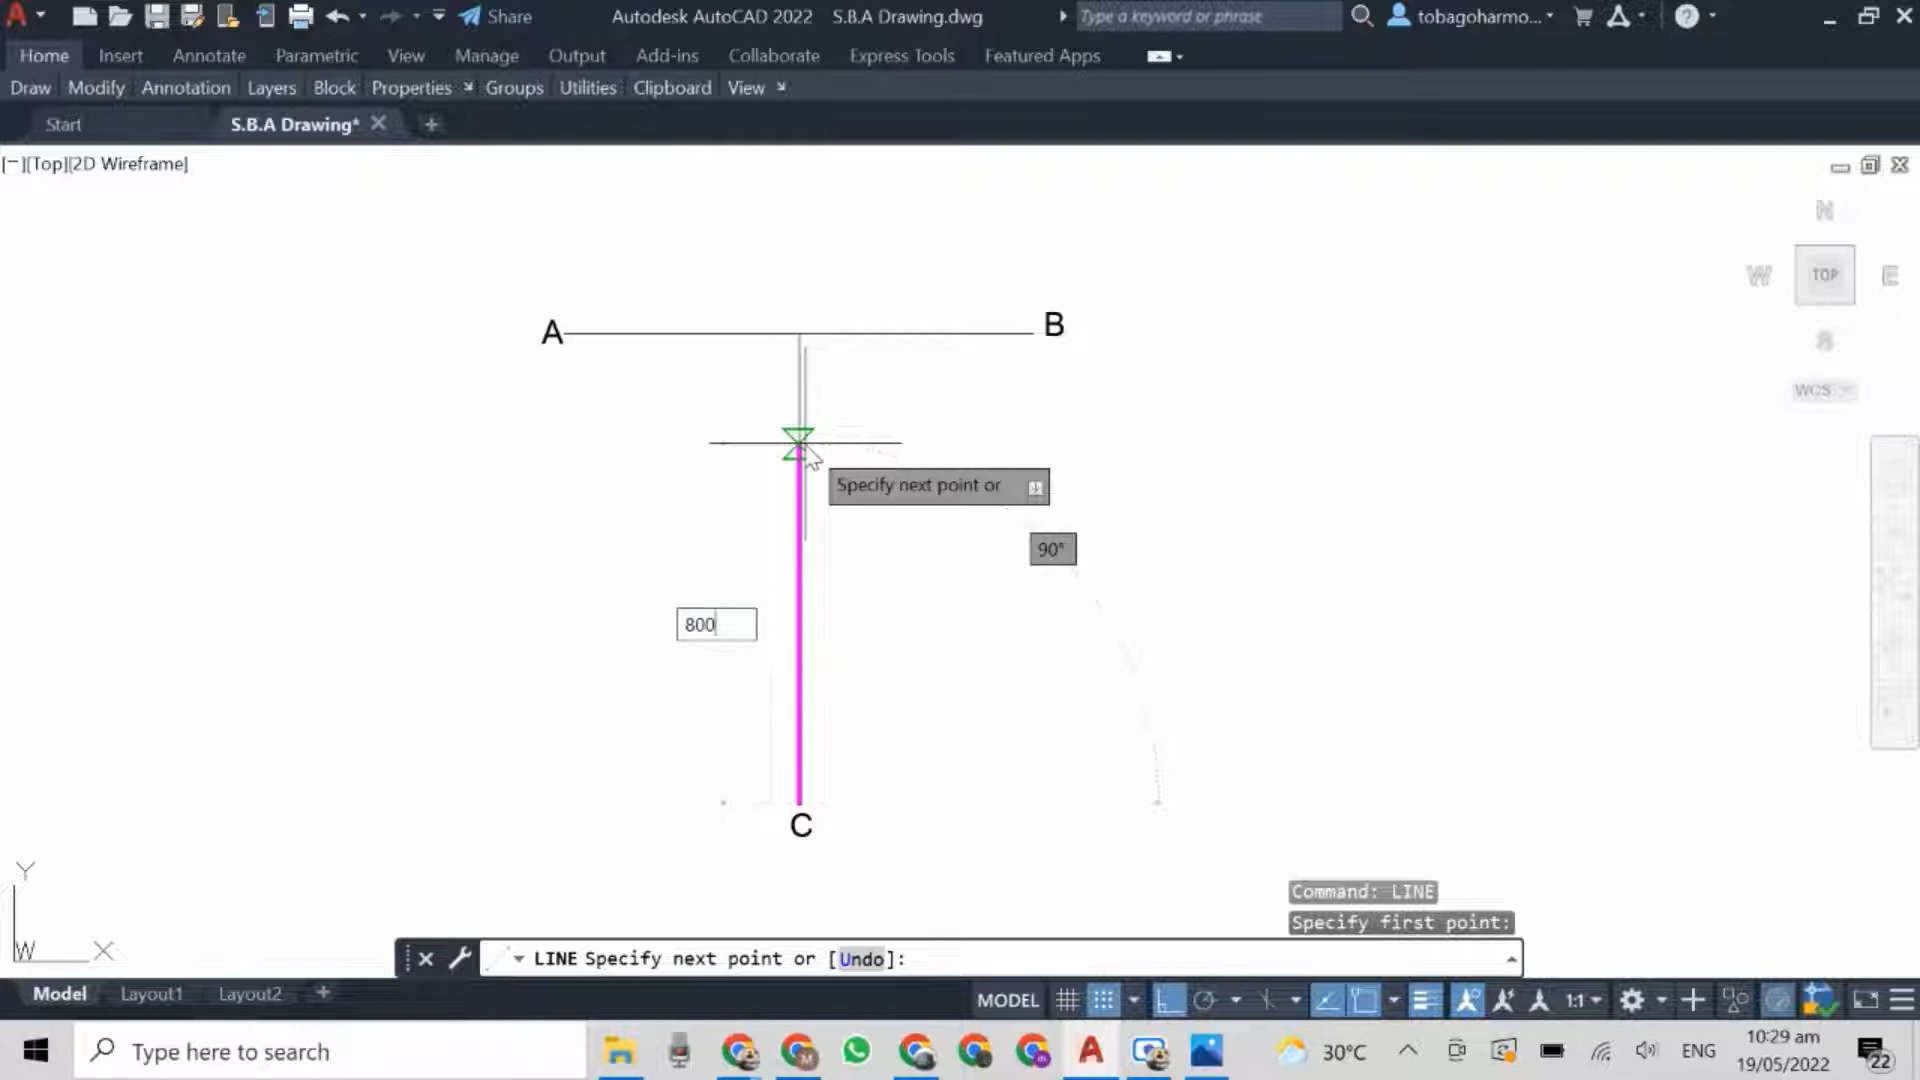 Share
Autodesk AutoCAD 2022 S.B.A Drawing.dwg
Type a keyword or phrase
tobagoharmo...
Home Insert Annotate Parametric View Manage Output Add-ins Collaborate Express Tools Featured Apps
Draw Modify Annotation Layers Block Properties Groups Utilities Clipboard View
Start S.B.A Drawing*
[−][Top][2D Wireframe]
N
W TOP E
S
WCS
A B
Specify next point or
90°
800
C
Y
W X
Command: LINE
Specify first point:
LINE Specify next point or [Undo]:
Model Layout1 Layout2 +
MODEL 1:1
Type here to search
30°C ENG 10:29 am
19/05/2022
22